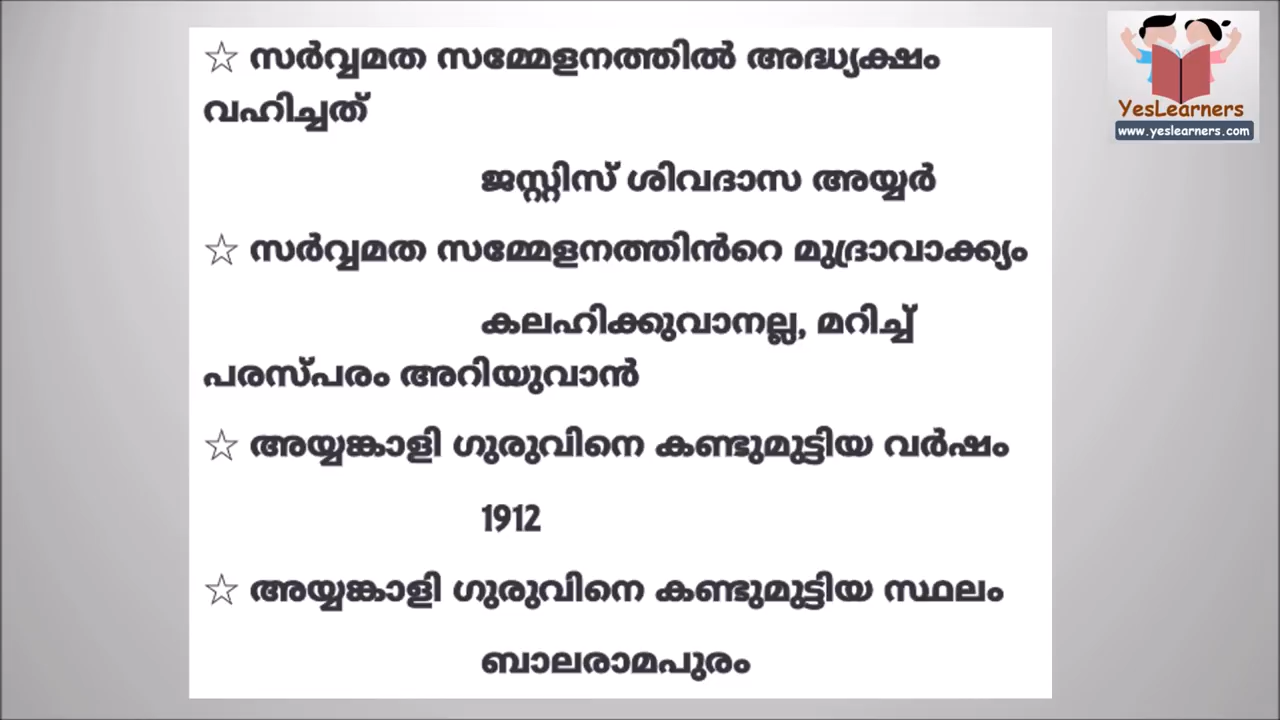 ☆ സർവ്വമത സമ്മേളനത്തിൽ അദ്ധ്യക്ഷം
വഹിച്ചത്
ജസ്റ്റിസ് ശിവദാസ അയ്യർ
☆ സർവ്വമത സമ്മേളനത്തിൻറെ മുദ്രാവാക്ക്യം
കലഹിക്കുവാനല്ല, മറിച്ച്
പരസ്പരം അറിയുവാൻ
☆ അയ്യങ്കാളി ഗുരുവിനെ കണ്ടുമുട്ടിയ വർഷം
1912
☆ അയ്യങ്കാളി ഗുരുവിനെ കണ്ടുമുട്ടിയ സ്ഥലം
ബാലരാമപുരം
YesLearners
www.yeslearners.com